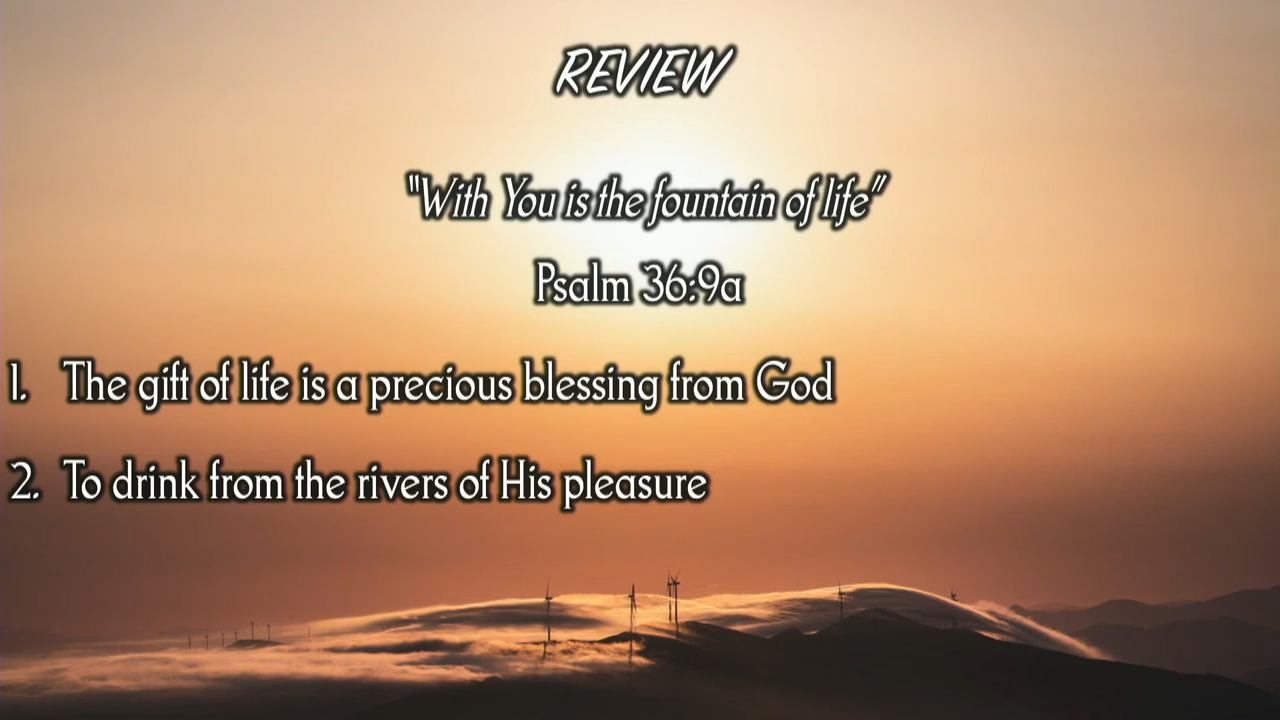 REVIEW
"With You is the fountain of life"
Psalm 36:9a
1. The gift of life is a precious blessing from God
2. To drink from the rivers of His pleasure